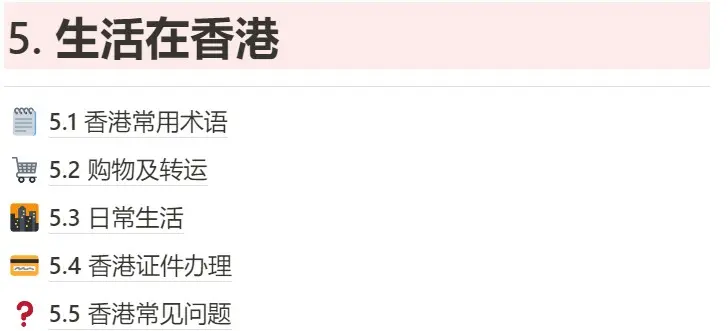 5. 生活在香港
5.1 香港常用术语
5.2 购物及转运
5.3 日常生活
5.4 香港证件办理
5.5 香港常见问题